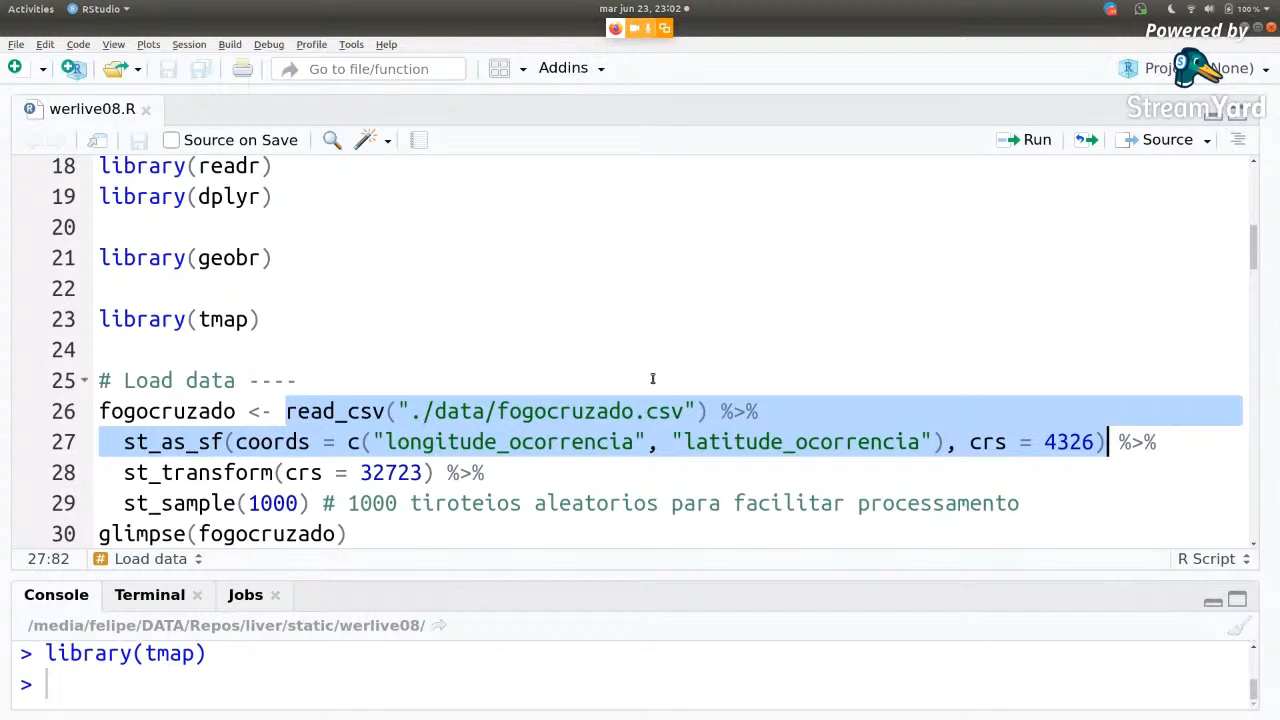 Activities RStudio mar jun 23, 23:02 100%
Powered by
File Edit Code View Plots Session Build Debug Profile Tools Help
Go to file/function Addins
StreamYard
werlive08.R
Source on Save Run Source
18 library(readr)
19 library(dplyr)
20
21 library(geobr)
22
23 library(tmap)
24
25 # Load data ----
26 fogocruzado <- read_csv("./data/fogocruzado.csv") %>%
27 st_as_sf(coords = c("longitude_ocorrencia", "latitude_ocorrencia"), crs = 4326) %>%
28 st_transform(crs = 32723) %>%
29 st_sample(1000) # 1000 tiroteios aleatorios para facilitar processamento
30 glimpse(fogocruzado)
27:82 # Load data R Script
Console Terminal Jobs
/media/felipe/DATA/Repos/liver/static/werlive08/
> library(tmap)
>